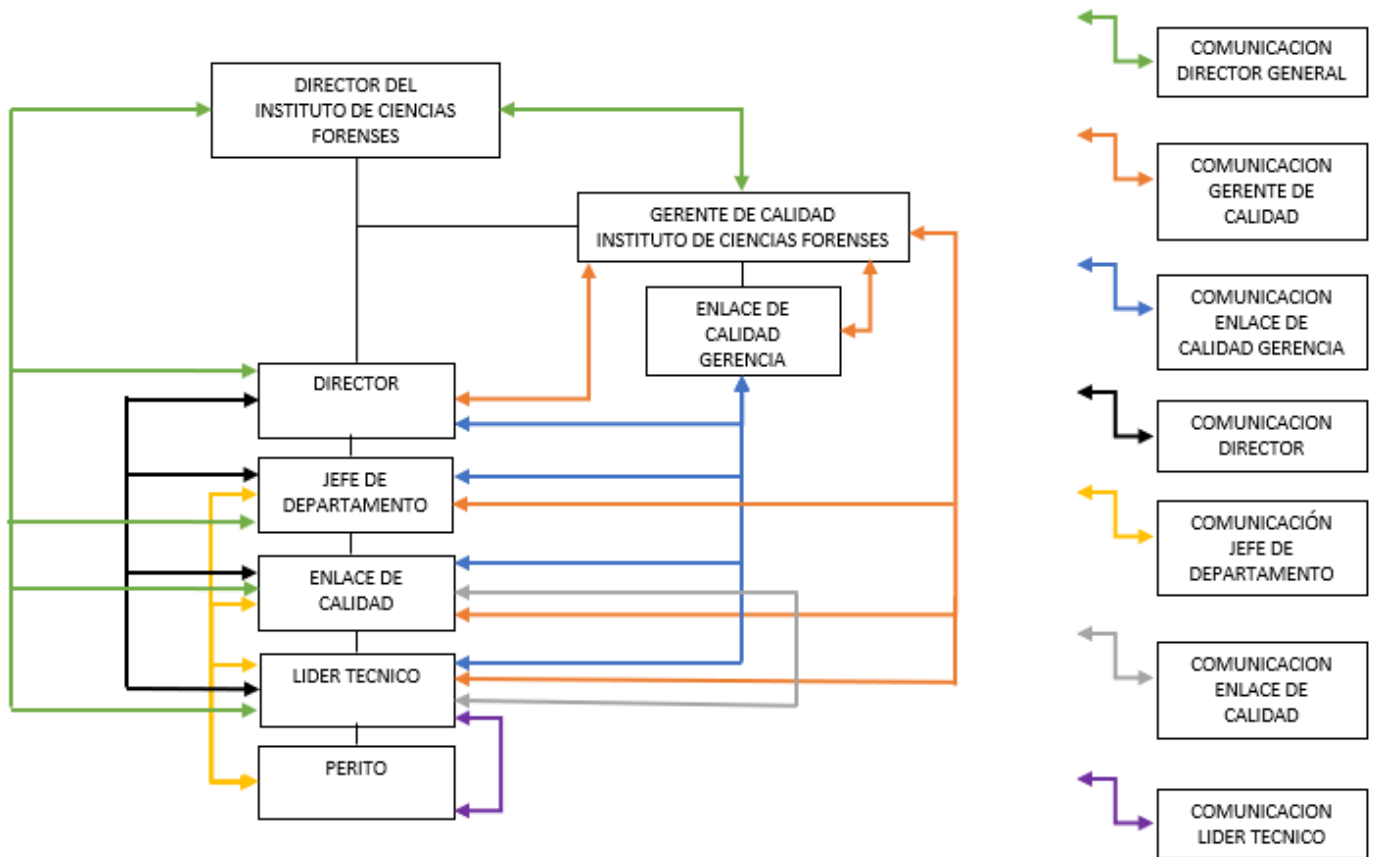 DIRECTOR DEL
INSTITUTO DE CIENCIAS
FORENSES
GERENTE DE CALIDAD
INSTITUTO DE CIENCIAS FORENSES
ENLACE DE
CALIDAD
GERENCIA
DIRECTOR
JEFE DE
DEPARTAMENTO
ENLACE DE
CALIDAD
LIDER TECNICO
PERITO
COMUNICACION
DIRECTOR GENERAL
COMUNICACION
GERENTE DE
CALIDAD
COMUNICACION
ENLACE DE
CALIDAD GERENCIA
COMUNICACION
DIRECTOR
COMUNICACIÓN
JEFE DE
DEPARTAMENTO
COMUNICACION
ENLACE DE
CALIDAD
COMUNICACION
LIDER TECNICO